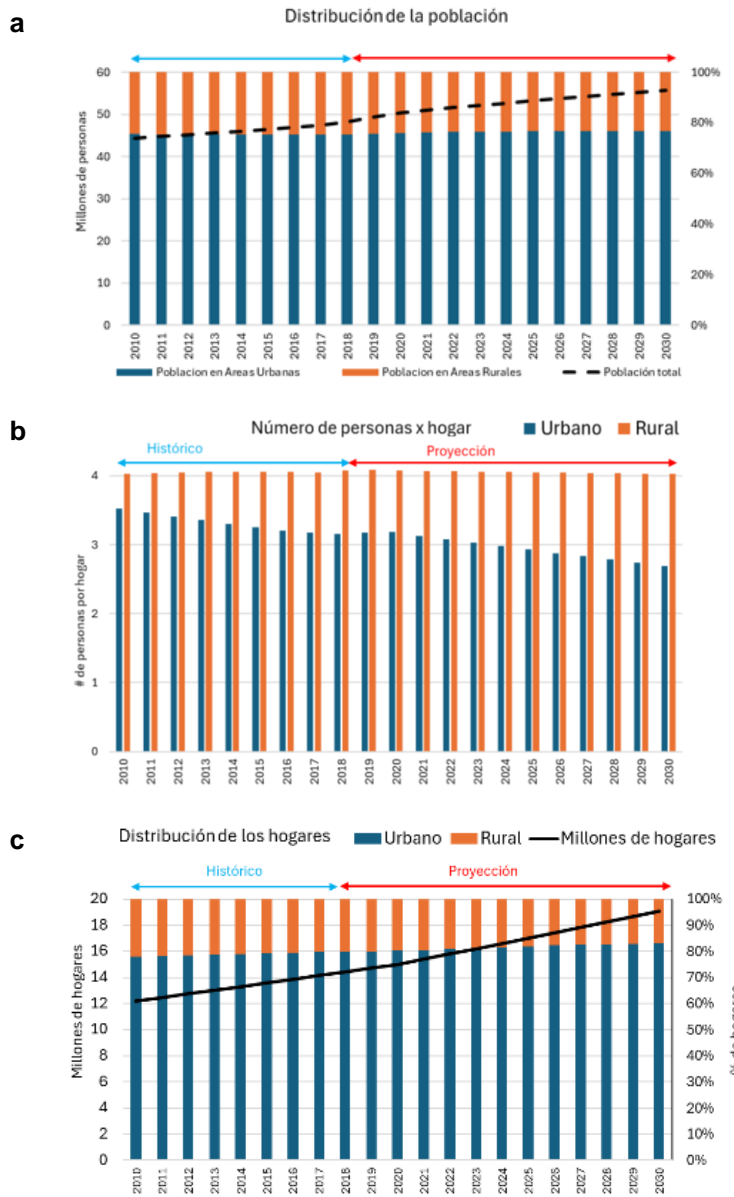 a
Distribución de la población
Millones de personas
60
50
40
30
20
10
0
100%
80%
60%
40%
20%
0%
2010 2011 2012 2013 2014 2015 2016 2017 2018 2019 2020 2021 2022 2023 2024 2025 2026 2027 2028 2029 2030
Poblacion en Areas Urbanas Poblacion en Areas Rurales Población total
b
Número de personas x hogar Urbano Rural
Histórico Proyección
# de personas por hogar
4
3
2
1
0
2010 2011 2012 2013 2014 2015 2016 2017 2018 2019 2020 2021 2022 2023 2024 2025 2026 2027 2028 2029 2030
c
Distribución de los hogares Urbano Rural Millones de hogares
Histórico Proyección
Millones de hogares
20
18
16
14
12
10
8
6
4
2
0
100%
90%
80%
70%
60%
50%
40%
30%
20%
10%
0%
% de hogares
2010 2011 2012 2013 2014 2015 2016 2017 2018 2019 2020 2021 2022 2023 2024 2025 2026 2027 2028 2029 2030